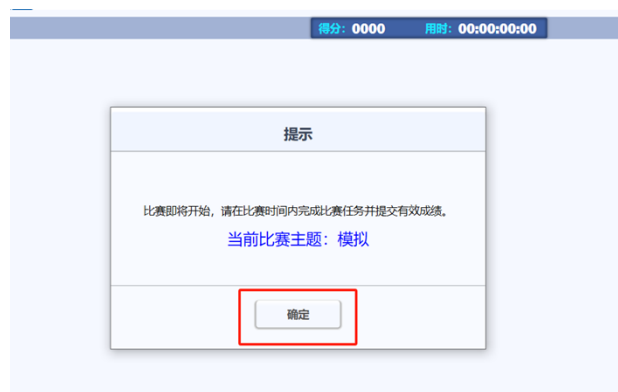 得分：0000 用时：00:00:00:00
提示
比赛即将开始，请在比赛时间内完成比赛任务并提交有效成绩。
当前比赛主题：模拟
确定